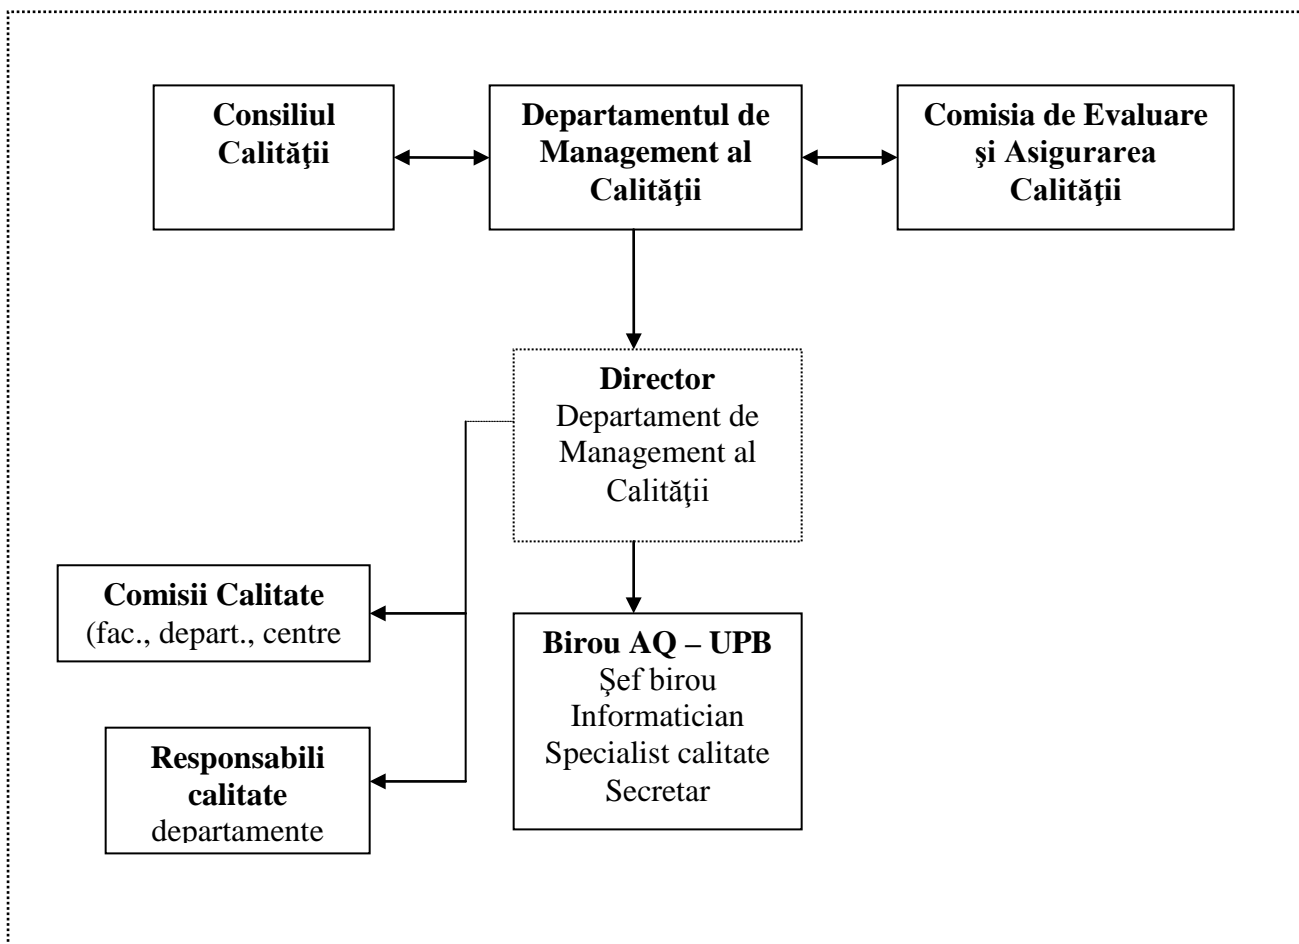 Consiliul
Calităţii
Departamentul de
Management al
Calităţii
Comisia de Evaluare
şi Asigurarea
Calităţii
Director
Departament de
Management al
Calităţii
Comisii Calitate
(fac., depart., centre
Birou AQ – UPB
Şef birou
Informatician
Specialist calitate
Secretar
Responsabili
calitate
departamente